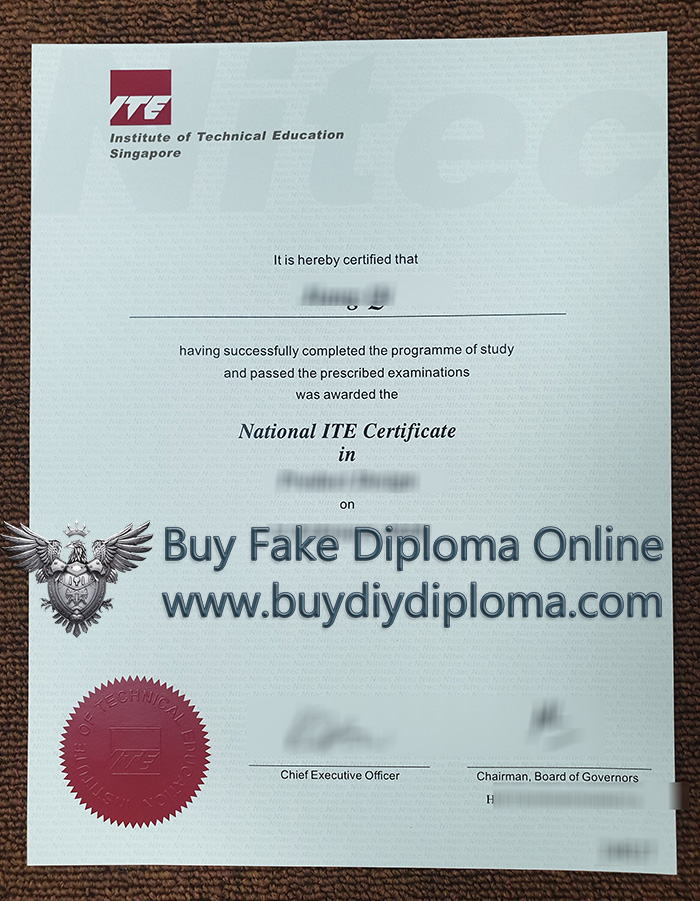 Nitec
ITE
Institute of Technical Education
Singapore
It is hereby certified that
having successfully completed the programme of study
and passed the prescribed examinations
was awarded the
National ITE Certificate
in
on
Buy Fake Diploma Online
www.buydiydiploma.com
INSTITUTE OF TECHNICAL EDUCATION
ITE
Chief Executive Officer
Chairman, Board of Governors
H